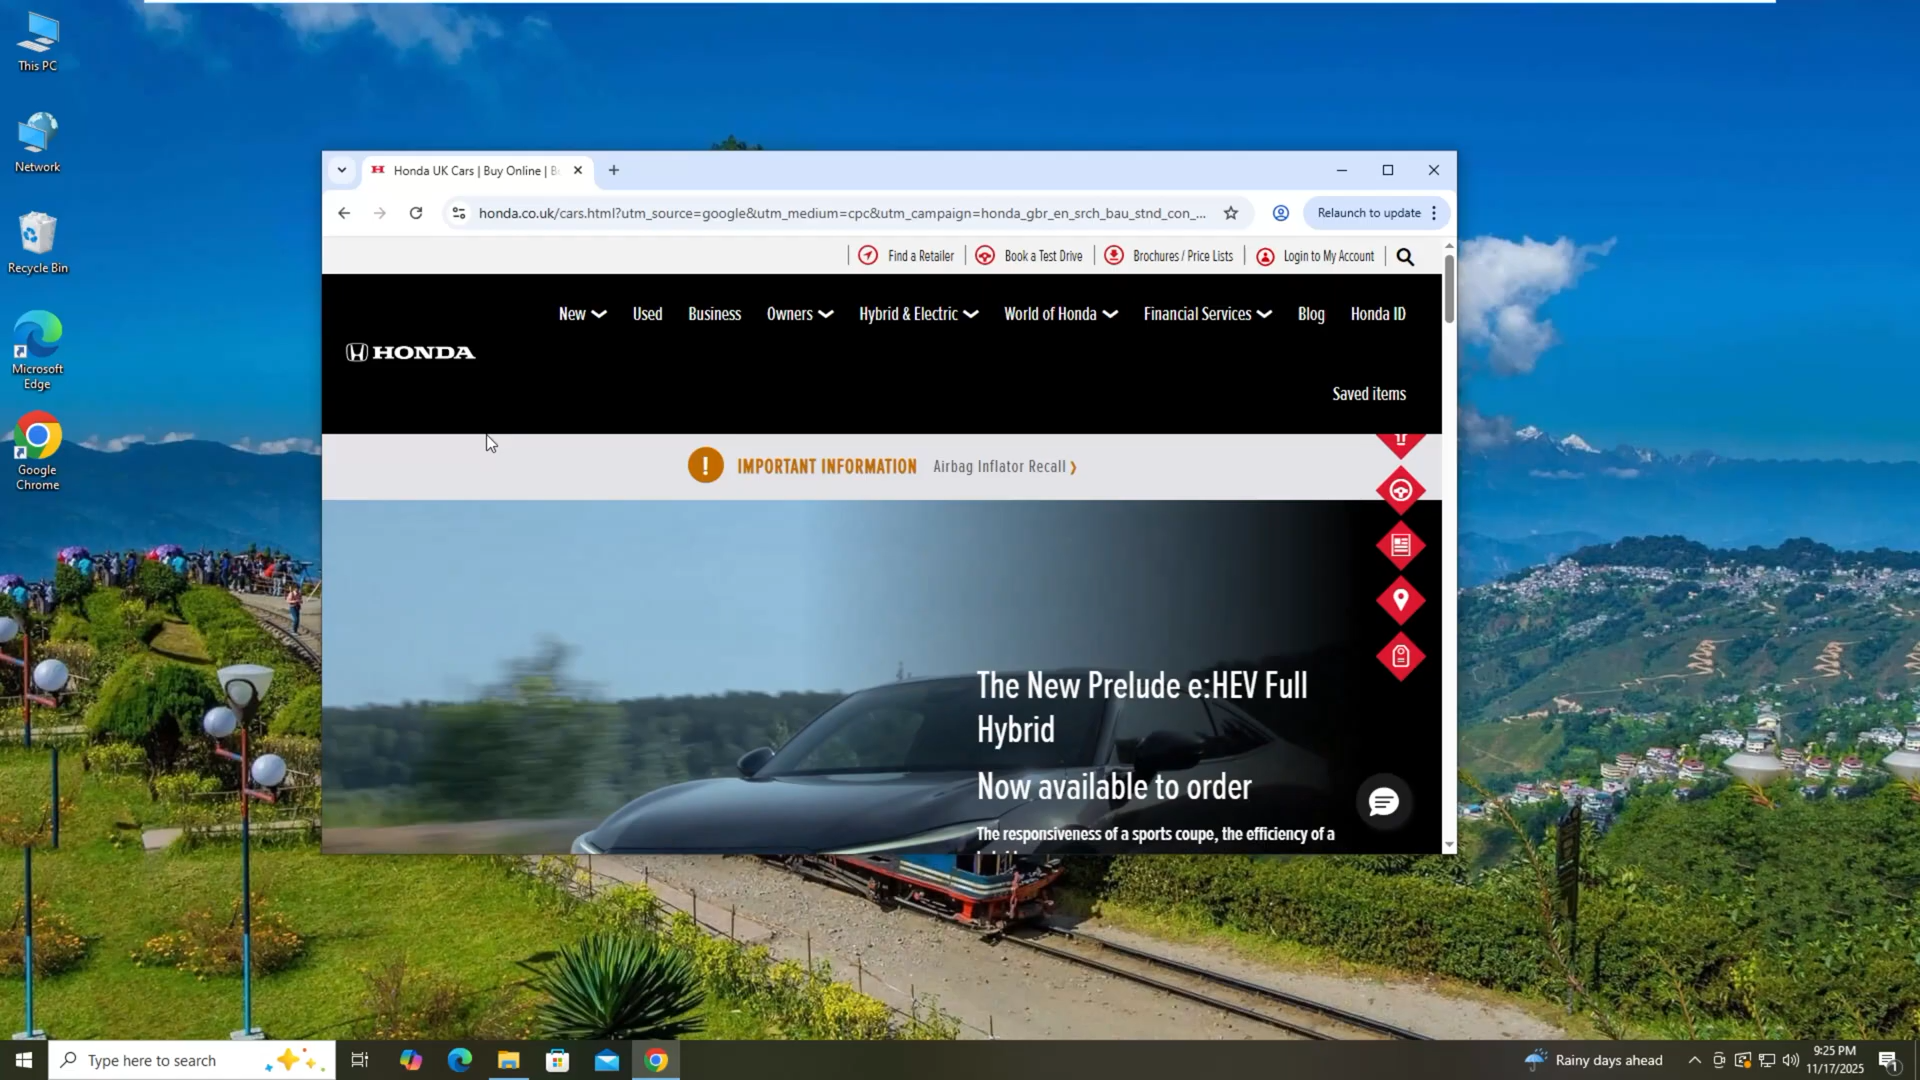 This PC
Network
Recycle Bin
Microsoft
Edge
Google
Chrome
Honda UK Cars | Buy Online |
honda.co.uk/cars.html?utm_source=google&utm_medium=cpc&utm_campaign=honda_gbr_en_srch_bau_stnd_con_...
Relaunch to update
Find a Retailer
Book a Test Drive
Brochures / Price Lists
Login to My Account
New
Used
Business
Owners
Hybrid & Electric
World of Honda
Financial Services
Blog
Honda ID
HONDA
Saved items
IMPORTANT INFORMATION Airbag Inflator Recall
The New Prelude e:HEV Full
Hybrid
Now available to order
The responsiveness of a sports coupe, the efficiency of a
Type here to search
Rainy days ahead
9:25 PM
11/17/2025
1